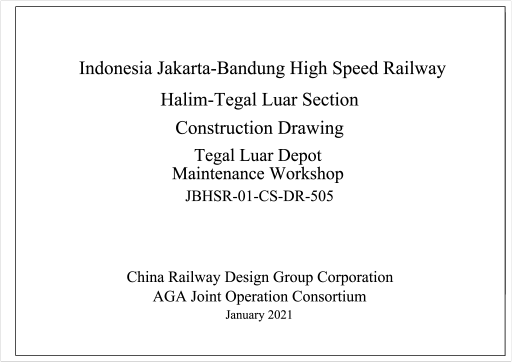 Indonesia Jakarta-Bandung High Speed Railway
Halim-Tegal Luar Section
Construction Drawing
Tegal Luar Depot
Maintenance Workshop
JBHSR-01-CS-DR-505
China Railway Design Group Corporation
AGA Joint Operation Consortium
January 2021